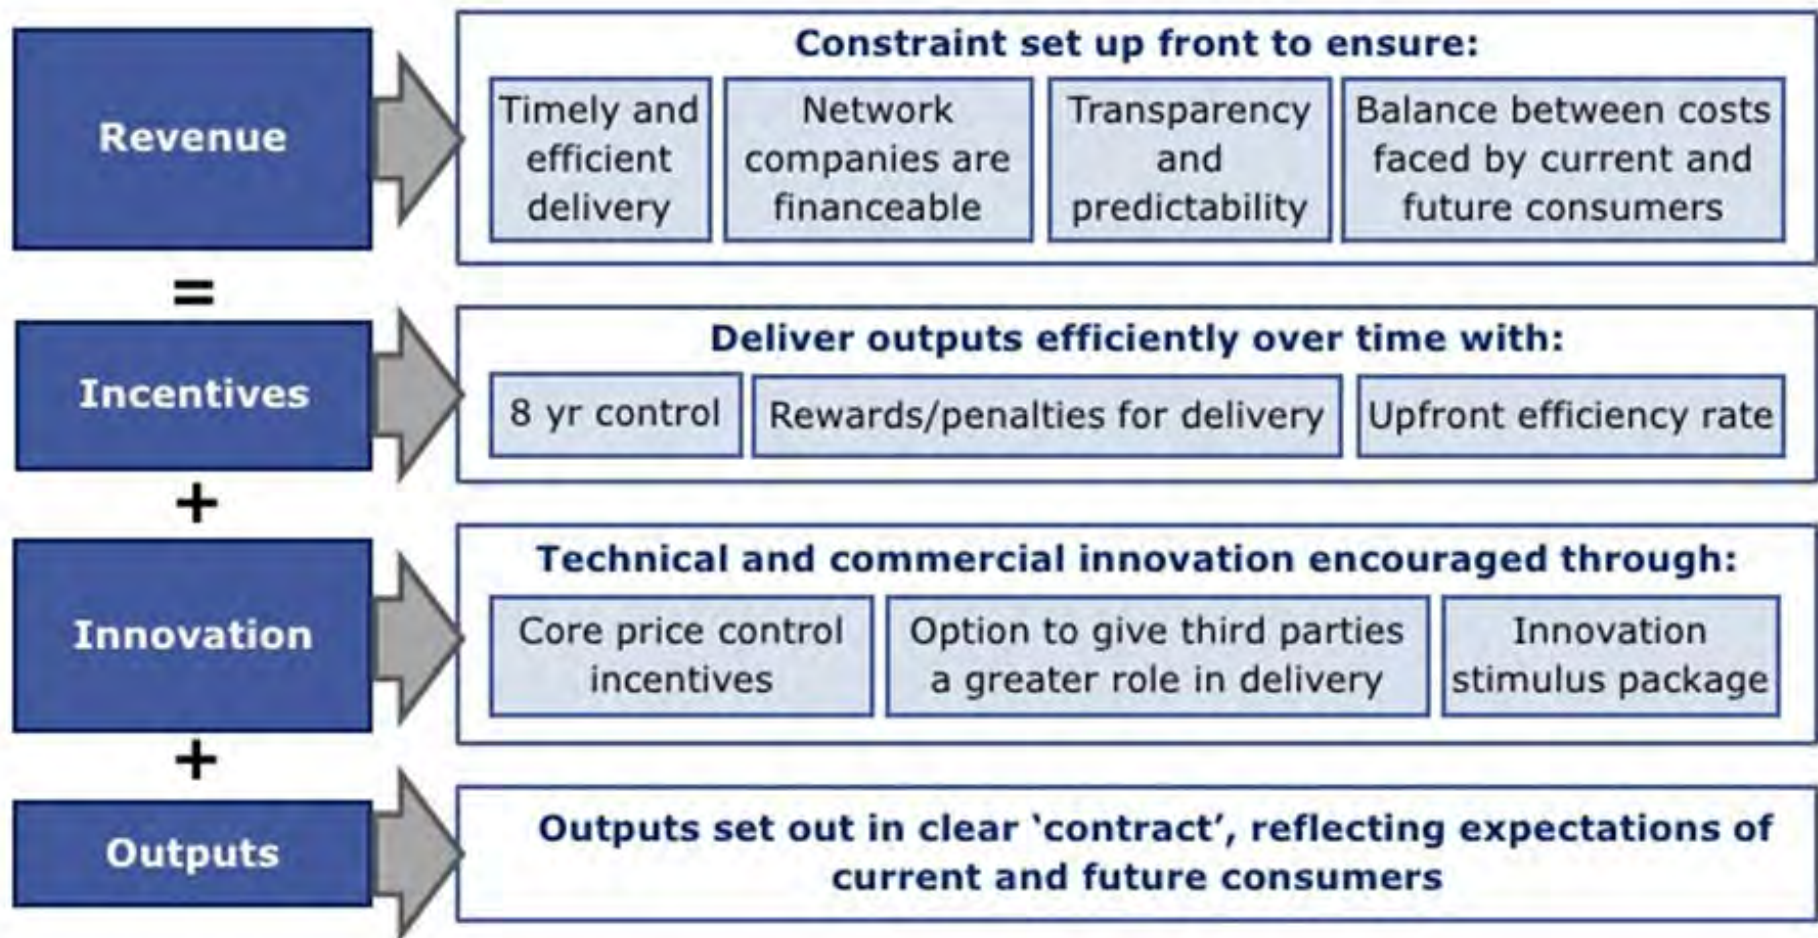 Revenue
Constraint set up front to ensure:
Timely and
efficient
delivery
Network
companies are
financeable
Transparency
and
predictability
Balance between costs
faced by current and
future consumers
=
Incentives
Deliver outputs efficiently over time with:
8 yr control
Rewards/penalties for delivery
Upfront efficiency rate
+
Innovation
Technical and commercial innovation encouraged through:
Core price control
incentives
Option to give third parties
a greater role in delivery
Innovation
stimulus package
+
Outputs
Outputs set out in clear ‘contract’, reflecting expectations of
current and future consumers